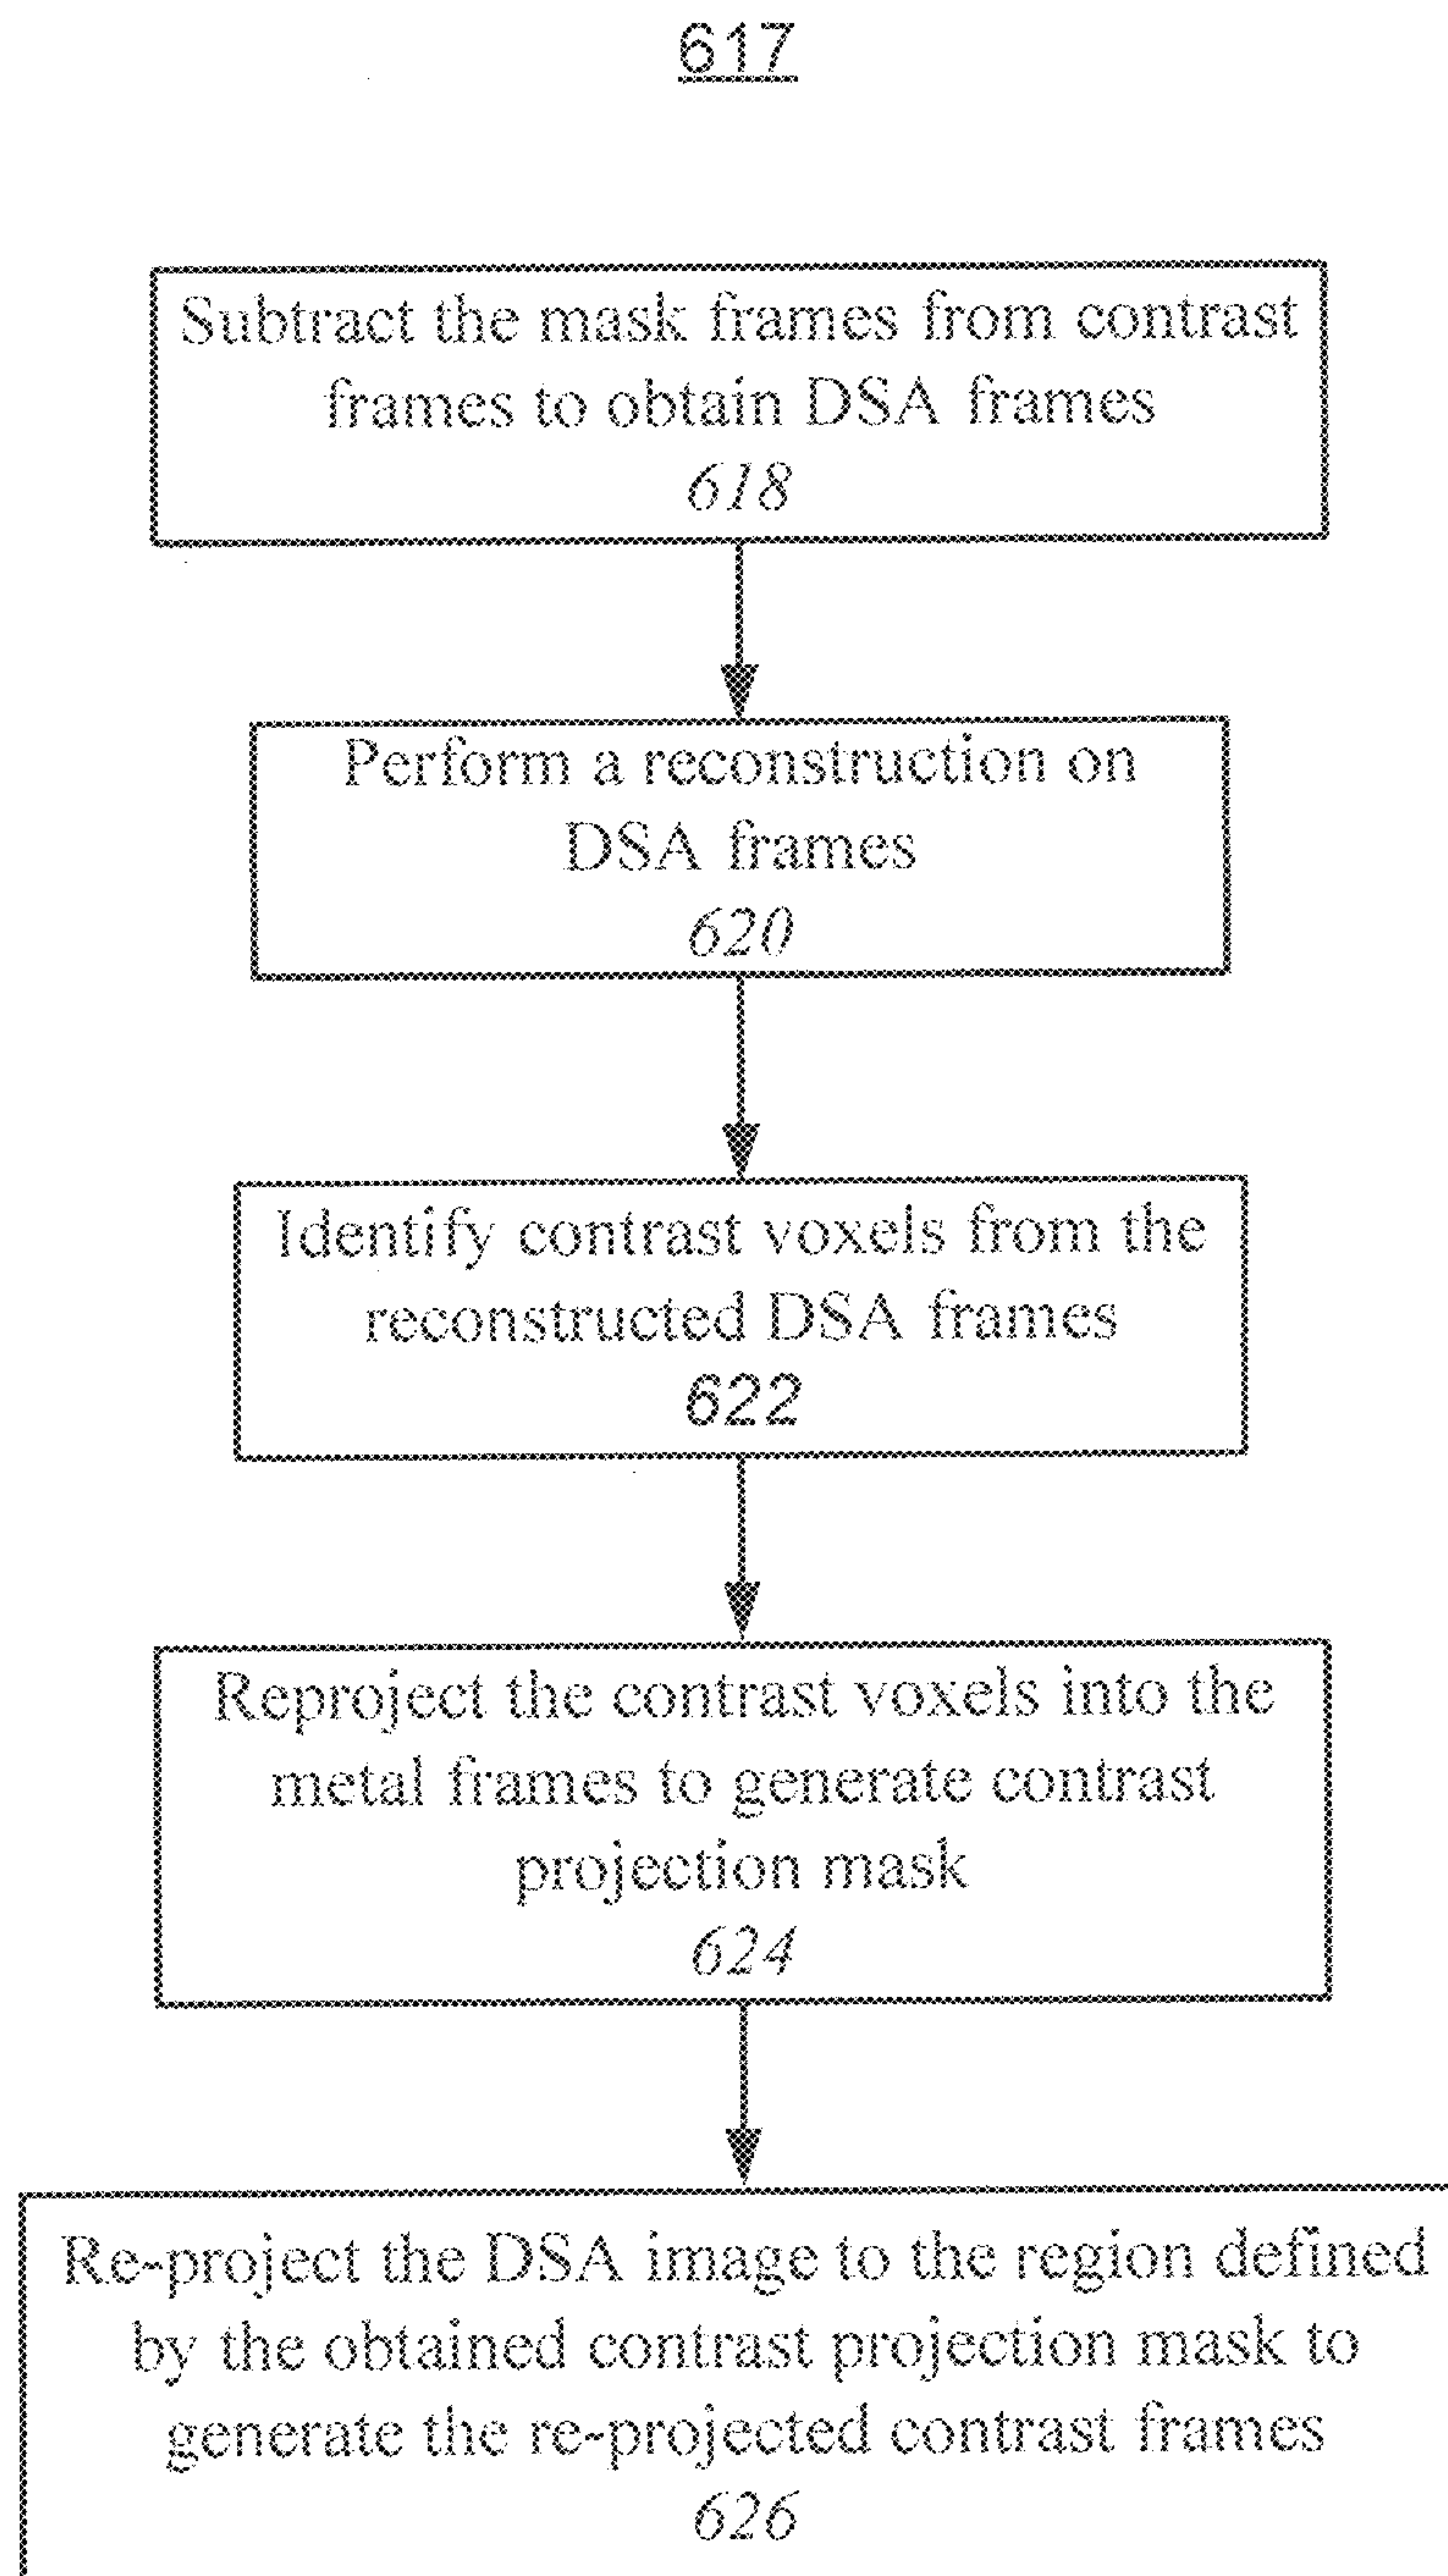 617
Subtract the mask frames from contrast
frames to obtain DSA frames
618
Perform a reconstruction on
DSA frames
620
Identify contrast voxels from the
reconstructed DSA frames
622
Reproject the contrast voxels into the
metal frames to generate contrast
projection mask
624
Re-project the DSA image to the region defined
by the obtained contrast projection mask to
generate the re-projected contrast frames
626